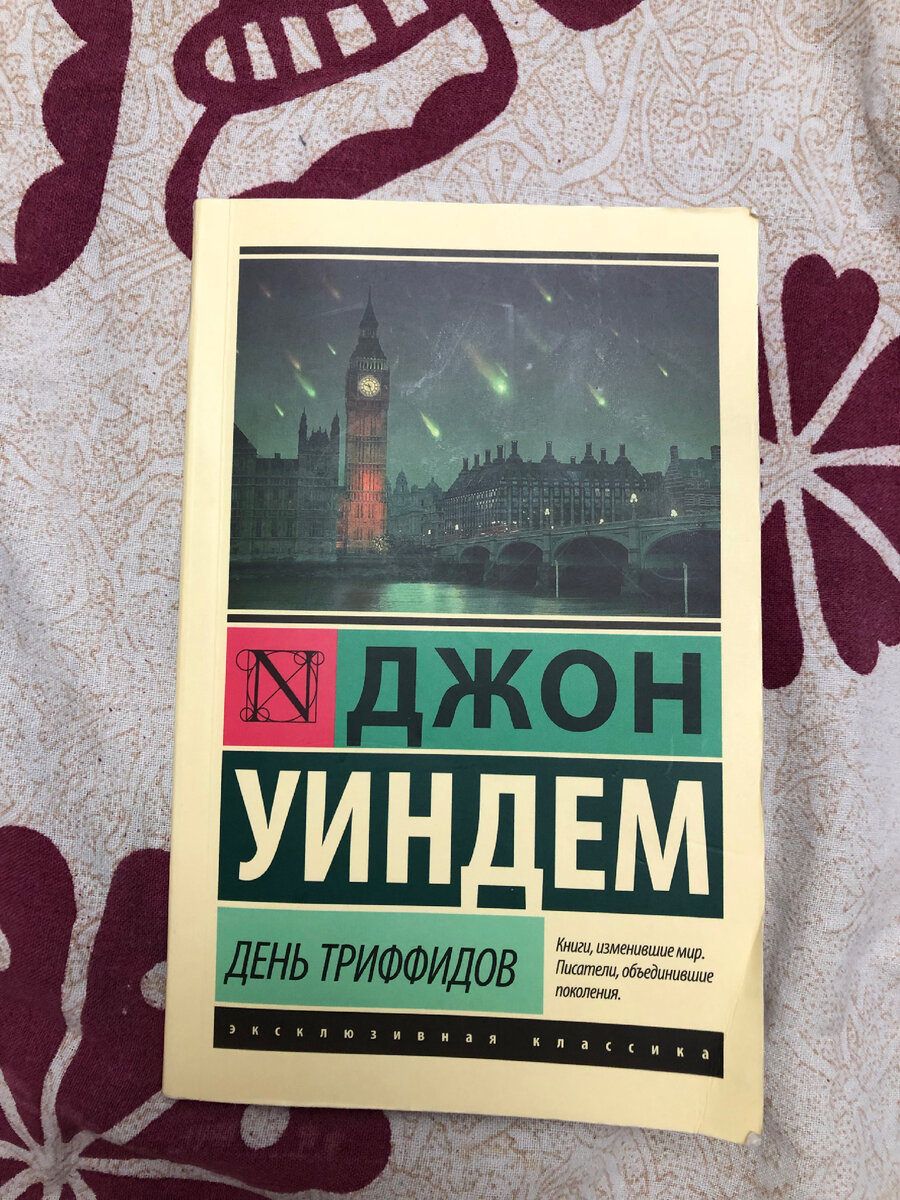 N
ДЖОН
УИНДЕМ
ДЕНЬ ТРИФФИДОВ
Книги, изменившие мир.
Писатели, объединившие
поколения.
эксклюзивная классика